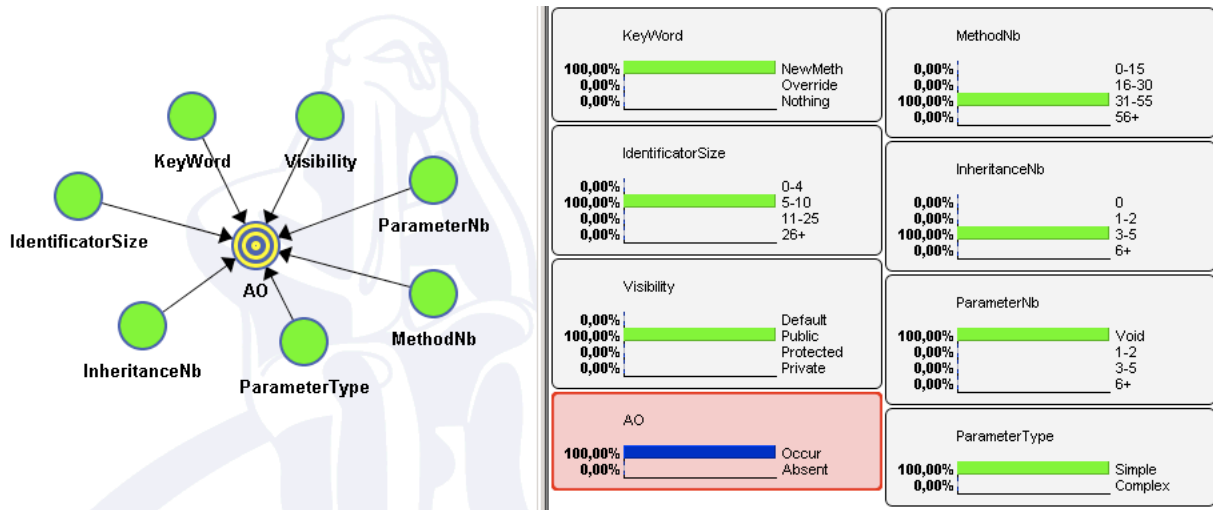 KeyWord
Visibility
ParameterNb
IdentificatorSize
AO
MethodNb
InheritanceNb
ParameterType
KeyWord
100,00% NewMeth
0,00% Override
0,00% Nothing
IdentificatorSize
0,00% 0-4
100,00% 5-10
0,00% 11-25
0,00% 26+
Visibility
0,00% Default
100,00% Public
0,00% Protected
0,00% Private
AO
100,00% Occur
0,00% Absent
MethodNb
0,00% 0-15
0,00% 16-30
100,00% 31-55
0,00% 56+
InheritanceNb
0,00% 0
0,00% 1-2
100,00% 3-5
0,00% 6+
ParameterNb
100,00% Void
0,00% 1-2
0,00% 3-5
0,00% 6+
ParameterType
100,00% Simple
0,00% Complex